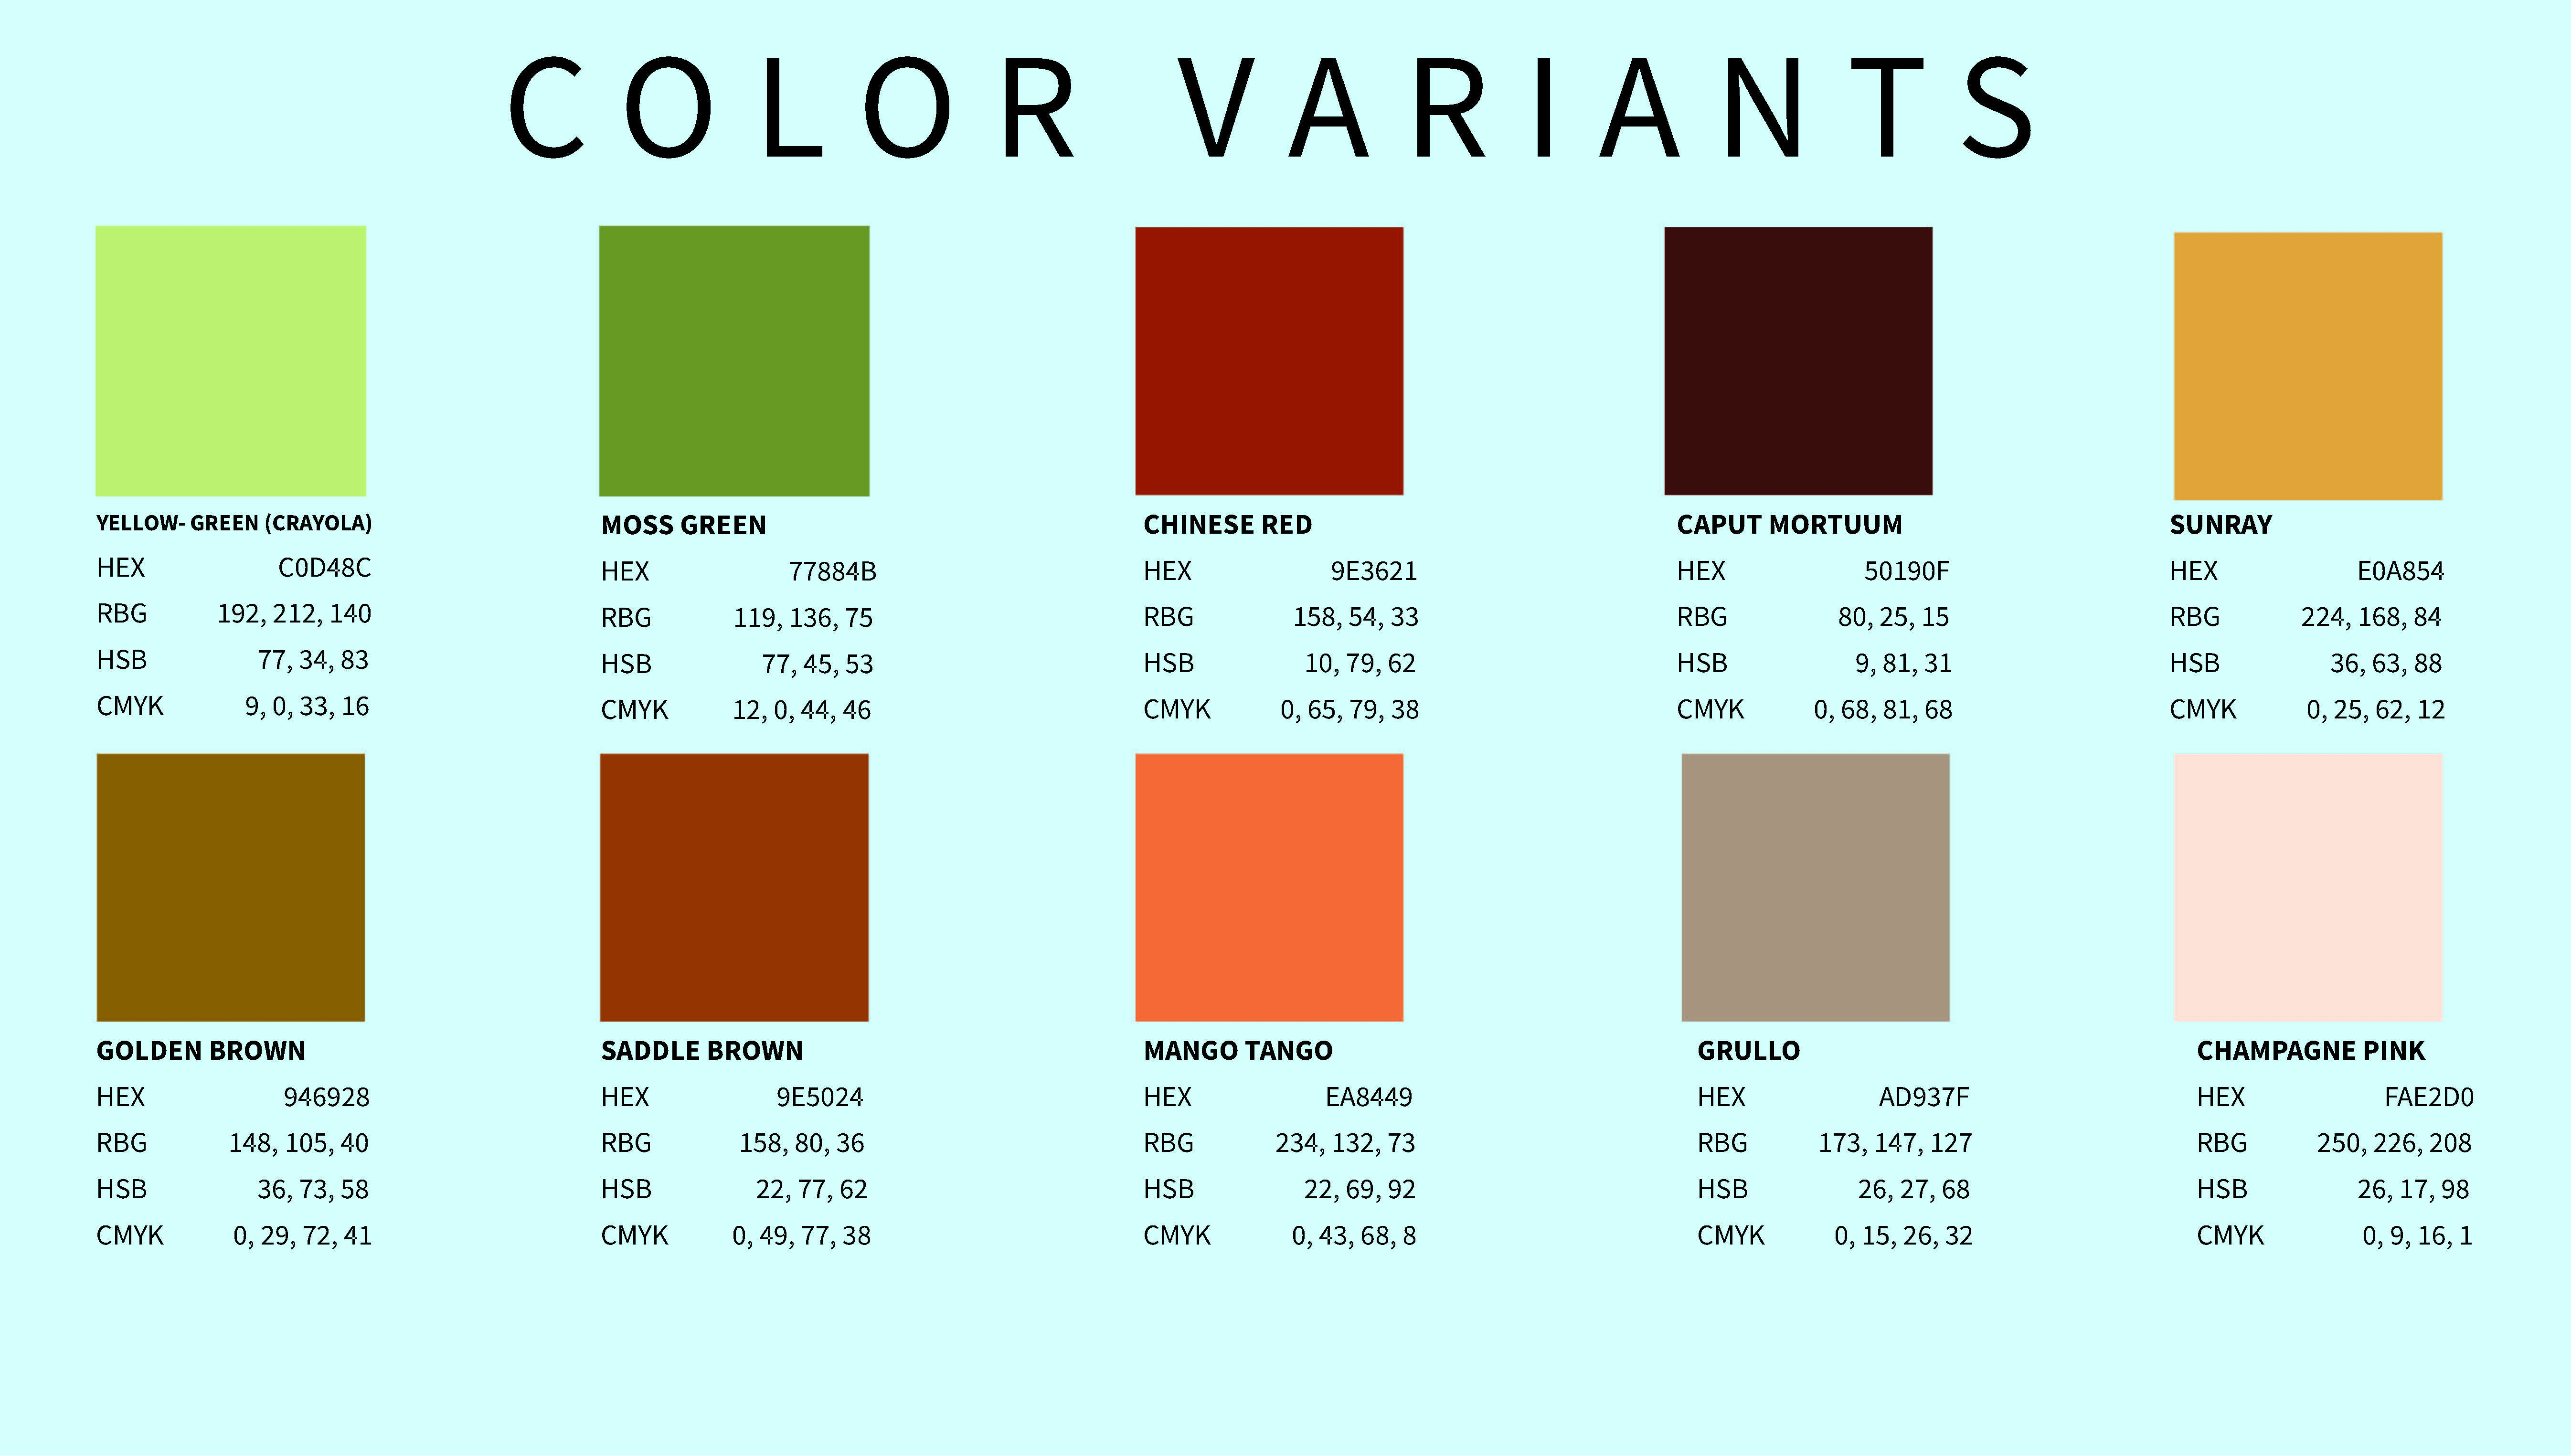 COLOR VARIANTS
YELLOW- GREEN (CRAYOLA)
HEX C0D48C
RBG 192, 212, 140
HSB 77, 34, 83
CMYK 9, 0, 33, 16
MOSS GREEN
HEX 77884B
RBG 119, 136, 75
HSB 77, 45, 53
CMYK 12, 0, 44, 46
CHINESE RED
HEX 9E3621
RBG 158, 54, 33
HSB 10, 79, 62
CMYK 0, 65, 79, 38
CAPUT MORTUUM
HEX 50190F
RBG 80, 25, 15
HSB 9, 81, 31
CMYK 0, 68, 81, 68
SUNRAY
HEX E0A854
RBG 224, 168, 84
HSB 36, 63, 88
CMYK 0, 25, 62, 12
GOLDEN BROWN
HEX 946928
RBG 148, 105, 40
HSB 36, 73, 58
CMYK 0, 29, 72, 41
SADDLE BROWN
HEX 9E5024
RBG 158, 80, 36
HSB 22, 77, 62
CMYK 0, 49, 77, 38
MANGO TANGO
HEX EA8449
RBG 234, 132, 73
HSB 22, 69, 92
CMYK 0, 43, 68, 8
GRULLO
HEX AD937F
RBG 173, 147, 127
HSB 26, 27, 68
CMYK 0, 15, 26, 32
CHAMPAGNE PINK
HEX FAE2D0
RBG 250, 226, 208
HSB 26, 17, 98
CMYK 0, 9, 16, 1